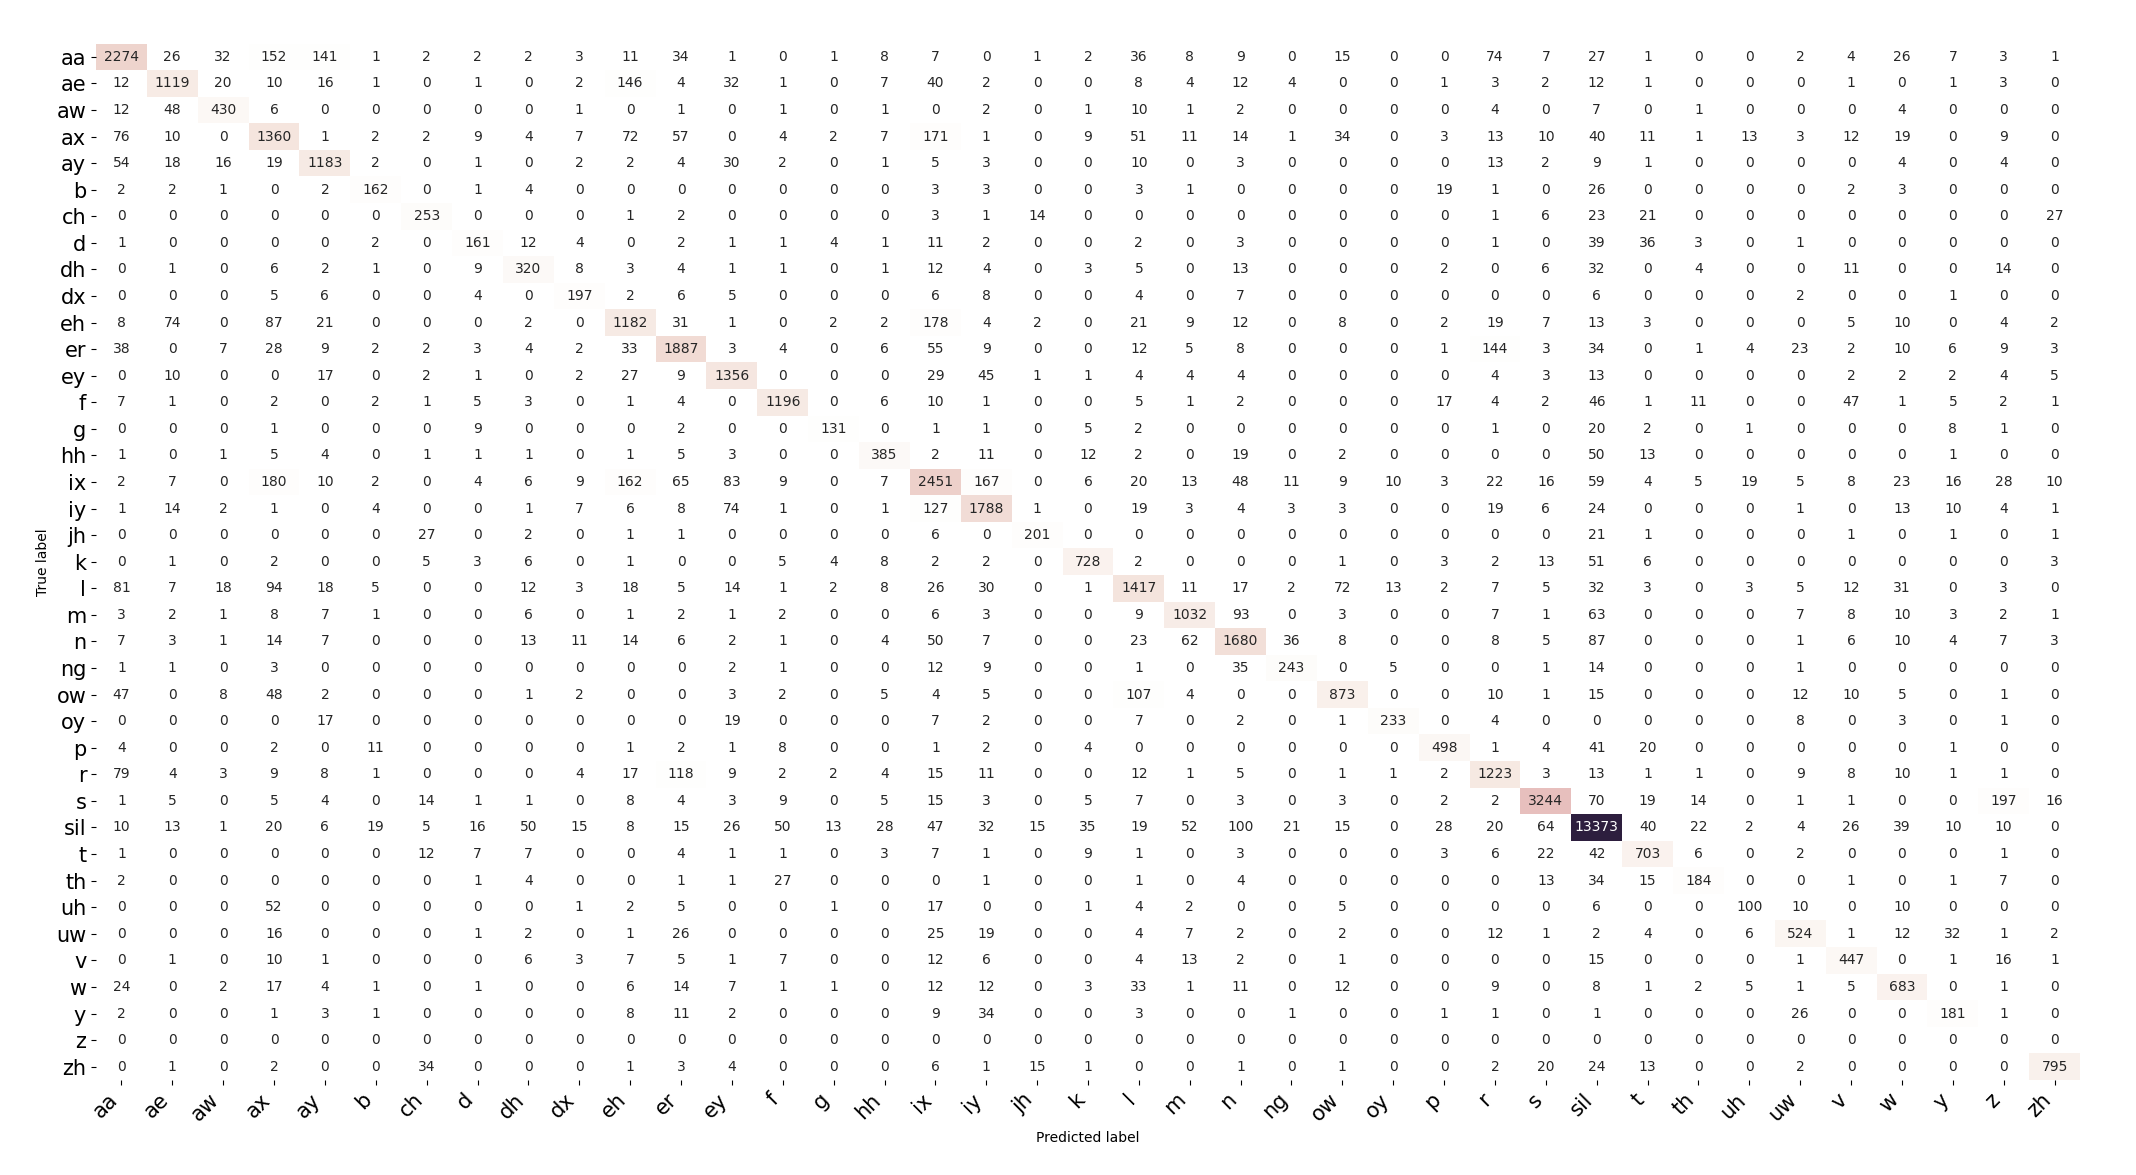 aa 2274 26 32 152 141 1 2 2 2 3 11 34 1 0 1 8 7 0 1 2 36 8 9 0 15 0 0 74 7 27 1 0 0 2 4 26 7 3 1
ae 12 1119 20 10 16 1 0 1 0 2 146 4 32 1 0 7 40 2 0 0 8 4 12 4 0 0 1 3 2 12 1 0 0 0 1 0 1 3 0
aw 12 48 430 6 0 0 0 0 0 1 0 1 0 1 0 1 0 2 0 1 10 1 2 0 0 0 0 4 0 7 0 1 0 0 0 4 0 0 0
ax 76 10 0 1360 1 2 2 9 4 7 72 57 0 4 2 7 171 1 0 9 51 11 14 1 34 0 3 13 10 40 11 1 13 3 12 19 0 9 0
ay 54 18 16 19 1183 2 0 1 0 2 2 4 30 2 0 1 5 3 0 0 10 0 3 0 0 0 0 13 2 9 1 0 0 0 0 4 0 4 0
b 2 2 1 0 2 162 0 1 4 0 0 0 0 0 0 0 3 3 0 0 3 1 0 0 0 0 19 1 0 26 0 0 0 0 2 3 0 0 0
ch 0 0 0 0 0 0 253 0 0 0 1 2 0 0 0 0 3 1 14 0 0 0 0 0 0 0 0 1 6 23 21 0 0 0 0 0 0 0 27
d 1 0 0 0 0 2 0 161 12 4 0 2 1 1 4 1 11 2 0 0 2 0 3 0 0 0 0 1 0 39 36 3 0 1 0 0 0 0 0
dh 0 1 0 6 2 1 0 9 320 8 3 4 1 1 0 1 12 4 0 3 5 0 13 0 0 0 2 0 6 32 0 4 0 0 11 0 0 14 0
dx 0 0 0 5 6 0 0 4 0 197 2 6 5 0 0 0 6 8 0 0 4 0 7 0 0 0 0 0 0 6 0 0 0 2 0 0 1 0 0
eh 8 74 0 87 21 0 0 0 2 0 1182 31 1 0 2 2 178 4 2 0 21 9 12 0 8 0 2 19 7 13 3 0 0 0 5 10 0 4 2
er 38 0 7 28 9 2 2 3 4 2 33 1887 3 4 0 6 55 9 0 0 12 5 8 0 0 0 1 144 3 34 0 1 4 23 2 10 6 9 3
ey 0 10 0 0 17 0 2 1 0 2 27 9 1356 0 0 0 29 45 1 1 4 4 4 0 0 0 0 4 3 13 0 0 0 0 2 2 2 4 5
f 7 1 0 2 0 2 1 5 3 0 1 4 0 1196 0 6 10 1 0 0 5 1 2 0 0 0 17 4 2 46 1 11 0 0 47 1 5 2 1
g 0 0 0 1 0 0 0 9 0 0 0 2 0 0 131 0 1 1 0 5 2 0 0 0 0 0 0 1 0 20 2 0 1 0 0 0 8 1 0
hh 1 0 1 5 4 0 1 1 1 0 1 5 3 0 0 385 2 11 0 12 2 0 19 0 2 0 0 0 0 50 13 0 0 0 0 0 1 0 0
ix 2 7 0 180 10 2 0 4 6 9 162 65 83 9 0 7 2451 167 0 6 20 13 48 11 9 10 3 22 16 59 4 5 19 5 8 23 16 28 10
iy 1 14 2 1 0 4 0 0 1 7 6 8 74 1 0 1 127 1788 1 0 19 3 4 3 3 0 0 19 6 24 0 0 0 1 0 13 10 4 1
True label
jh 0 0 0 0 0 0 27 0 2 0 1 1 0 0 0 0 6 0 201 0 0 0 0 0 0 0 0 0 0 21 1 0 0 0 1 0 1 0 1
k 0 1 0 2 0 0 5 3 6 0 1 0 0 5 4 8 2 2 0 728 2 0 0 0 1 0 3 2 13 51 6 0 0 0 0 0 0 0 3
l 81 7 18 94 18 5 0 0 12 3 18 5 14 1 2 8 26 30 0 1 1417 11 17 2 72 13 2 7 5 32 3 0 3 5 12 31 0 3 0
m 3 2 1 8 7 1 0 0 6 0 1 2 1 2 0 0 6 3 0 0 9 1032 93 0 3 0 0 7 1 63 0 0 0 7 8 10 3 2 1
n 7 3 1 14 7 0 0 0 13 11 14 6 2 1 0 4 50 7 0 0 23 62 1680 36 8 0 0 8 5 87 0 0 0 1 6 10 4 7 3
ng 1 1 0 3 0 0 0 0 0 0 0 0 2 1 0 0 12 9 0 0 1 0 35 243 0 5 0 0 1 14 0 0 0 1 0 0 0 0 0
ow 47 0 8 48 2 0 0 0 1 2 0 0 3 2 0 5 4 5 0 0 107 4 0 0 873 0 0 10 1 15 0 0 0 12 10 5 0 1 0
oy 0 0 0 0 17 0 0 0 0 0 0 0 19 0 0 0 7 2 0 0 7 0 2 0 1 233 0 4 0 0 0 0 0 8 0 3 0 1 0
p 4 0 0 2 0 11 0 0 0 0 1 2 1 8 0 0 1 2 0 4 0 0 0 0 0 0 498 1 4 41 20 0 0 0 0 0 1 0 0
r 79 4 3 9 8 1 0 0 0 4 17 118 9 2 2 4 15 11 0 0 12 1 5 0 1 1 2 1223 3 13 1 1 0 9 8 10 1 1 0
s 1 5 0 5 4 0 14 1 1 0 8 4 3 9 0 5 15 3 0 5 7 0 3 0 3 0 2 2 3244 70 19 14 0 1 1 0 0 197 16
sil 10 13 1 20 6 19 5 16 50 15 8 15 26 50 13 28 47 32 15 35 19 52 100 21 15 0 28 20 64 13373 40 22 2 4 26 39 10 10 0
t 1 0 0 0 0 0 12 7 7 0 0 4 1 1 0 3 7 1 0 9 1 0 3 0 0 0 3 6 22 42 703 6 0 2 0 0 0 1 0
th 2 0 0 0 0 0 0 1 4 0 0 1 1 27 0 0 0 1 0 0 1 0 4 0 0 0 0 0 13 34 15 184 0 0 1 0 1 7 0
uh 0 0 0 52 0 0 0 0 0 1 2 5 0 0 1 0 17 0 0 1 4 2 0 0 5 0 0 0 0 6 0 0 100 10 0 10 0 0 0
uw 0 0 0 16 0 0 0 1 2 0 1 26 0 0 0 0 25 19 0 0 4 7 2 0 2 0 0 12 1 2 4 0 6 524 1 12 32 1 2
v 0 1 0 10 1 0 0 0 6 3 7 5 1 7 0 0 12 6 0 0 4 13 2 0 1 0 0 0 0 15 0 0 0 1 447 0 1 16 1
w 24 0 2 17 4 1 0 1 0 0 6 14 7 1 1 0 12 12 0 3 33 1 11 0 12 0 0 9 0 8 1 2 5 1 5 683 0 1 0
y 2 0 0 1 3 1 0 0 0 0 8 11 2 0 0 0 9 34 0 0 3 0 0 1 0 0 1 1 0 1 0 0 0 26 0 0 181 1 0
z 0 0 0 0 0 0 0 0 0 0 0 0 0 0 0 0 0 0 0 0 0 0 0 0 0 0 0 0 0 0 0 0 0 0 0 0 0 0 0
zh 0 1 0 2 0 0 34 0 0 0 1 3 4 0 0 0 6 1 15 1 0 0 1 0 1 0 0 2 20 24 13 0 0 2 0 0 0 0 795
aa ae aw ax ay b ch d dh dx eh er ey f g hh ix iy jh k l m n ng ow oy p r s sil t th uh uw v w y z zh
Predicted label